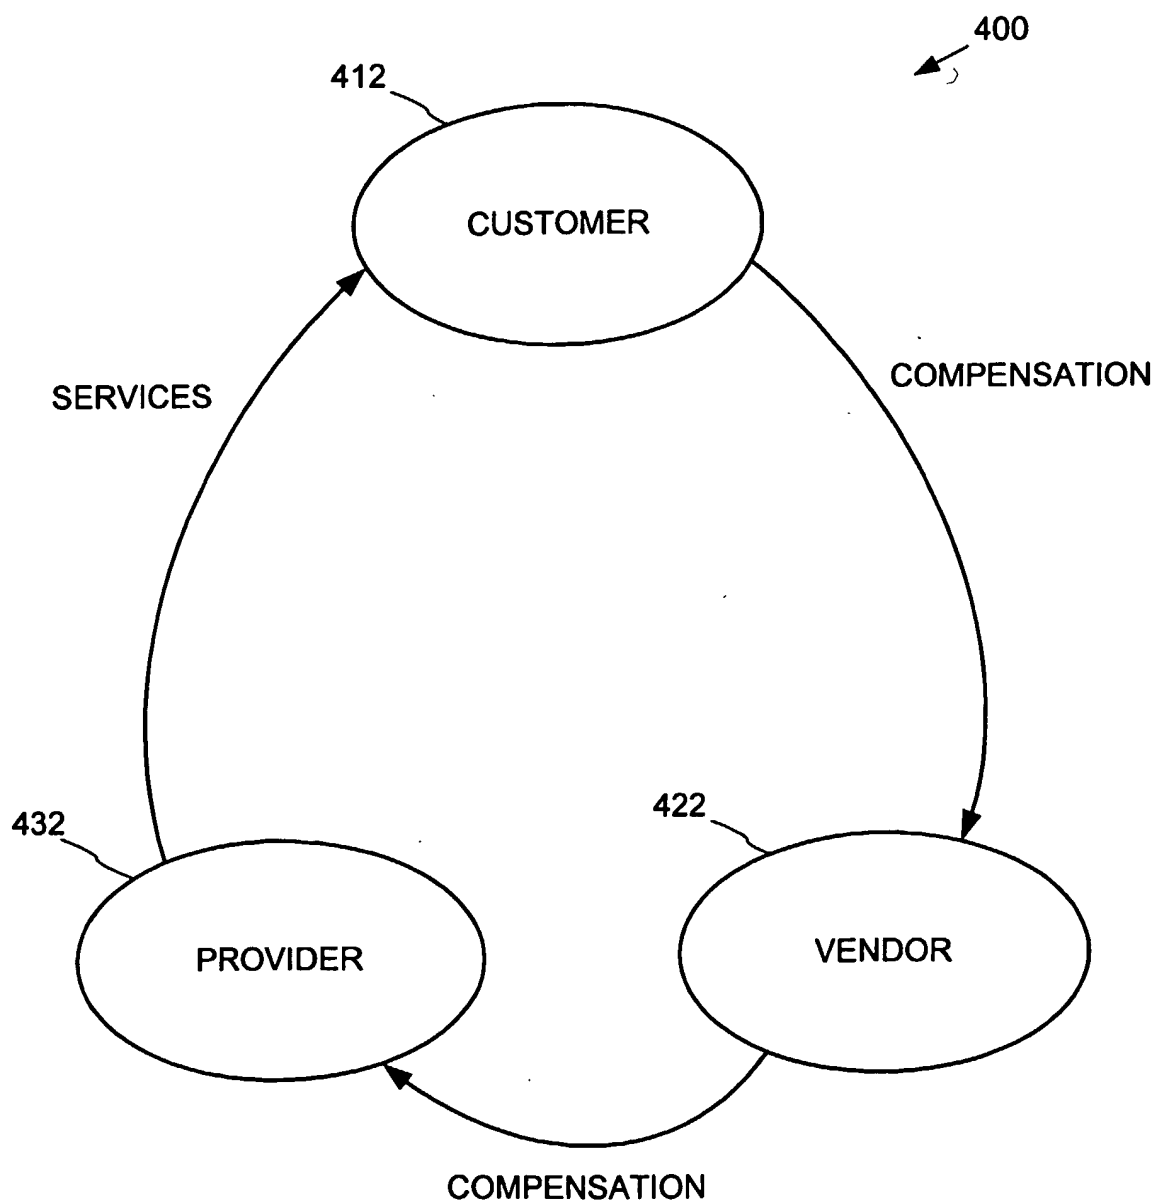 400
412
CUSTOMER
COMPENSATION
SERVICES
422
432
VENDOR
PROVIDER
COMPENSATION